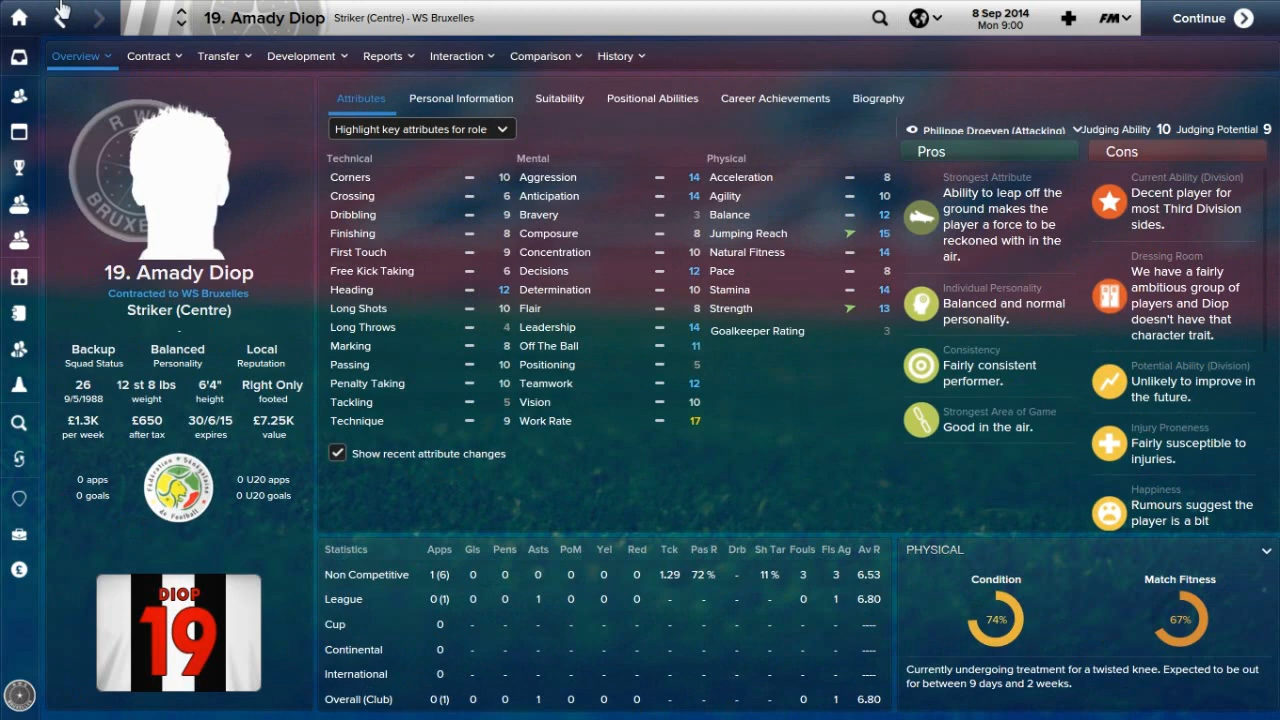 19. Amady Diop Striker (Centre) - WS Bruxelles
8 Sep 2014
Mon 9:00
FM
Continue
Overview Contract Transfer Development Reports Interaction Comparison History
R W
BRUXE
19. Amady Diop
Contracted to WS Bruxelles
Striker (Centre)
-
Backup Balanced Local
Squad Status Personality Reputation
26 12 st 8 lbs 6'4" Right Only
9/5/1988 weight height footed
£1.3K £650 30/6/15 £7.25K
per week after tax expires value
0 apps 0 U20 apps
0 goals 0 U20 goals
Fédération Sénégalaise
de Football
DIOP
19
Attributes Personal Information Suitability Positional Abilities Career Achievements Biography
Highlight key attributes for role
Technical Mental Physical
Corners - 10 Aggression - 14 Acceleration - 8
Crossing - 6 Anticipation - 14 Agility - 10
Dribbling - 9 Bravery - 3 Balance - 12
Finishing - 8 Composure - 8 Jumping Reach 15
First Touch - 9 Concentration - 10 Natural Fitness - 14
Free Kick Taking - 6 Decisions - 12 Pace - 8
Heading - 12 Determination - 10 Stamina - 14
Long Shots - 10 Flair - 8 Strength 13
Long Throws - 4 Leadership - 14 Goalkeeper Rating 3
Marking - 8 Off The Ball - 11
Passing - 10 Positioning - 5
Penalty Taking - 10 Teamwork - 12
Tackling - 5 Vision - 10
Technique - 9 Work Rate - 17
Show recent attribute changes
Philippe Droeven (Attacking) Judging Ability 10 Judging Potential 9
Pros
Strongest Attribute
Ability to leap off the
ground makes the
player a force to be
reckoned with in the
air.
Individual Personality
Balanced and normal
personality.
Consistency
Fairly consistent
performer.
Strongest Area of Game
Good in the air.
Cons
Current Ability (Division)
Decent player for
most Third Division
sides.
Dressing Room
We have a fairly
ambitious group of
players and Diop
doesn't have that
character trait.
Potential Ability (Division)
Unlikely to improve in
the future.
Injury Proneness
Fairly susceptible to
injuries.
Happiness
Rumours suggest the
player is a bit
Statistics Apps Gls Pens Asts PoM Yel Red Tck Pas R Drb Sh Tar Fouls Fls Ag Av R
Non Competitive 1 (6) 0 0 0 0 0 0 1.29 72 % - 11 % 3 3 6.53
League 0 (1) 0 0 1 0 0 0 - - - - 0 1 6.80
Cup 0 - - - - - - - - - - - - ----
Continental 0 - - - - - - - - - - - - ----
International 0 - - - - - - - - - - - - ----
Overall (Club) 0 (1) 0 0 1 0 0 0 - - - - 0 1 6.80
PHYSICAL
Condition Match Fitness
74% 67%
Currently undergoing treatment for a twisted knee. Expected to be out
for between 9 days and 2 weeks.